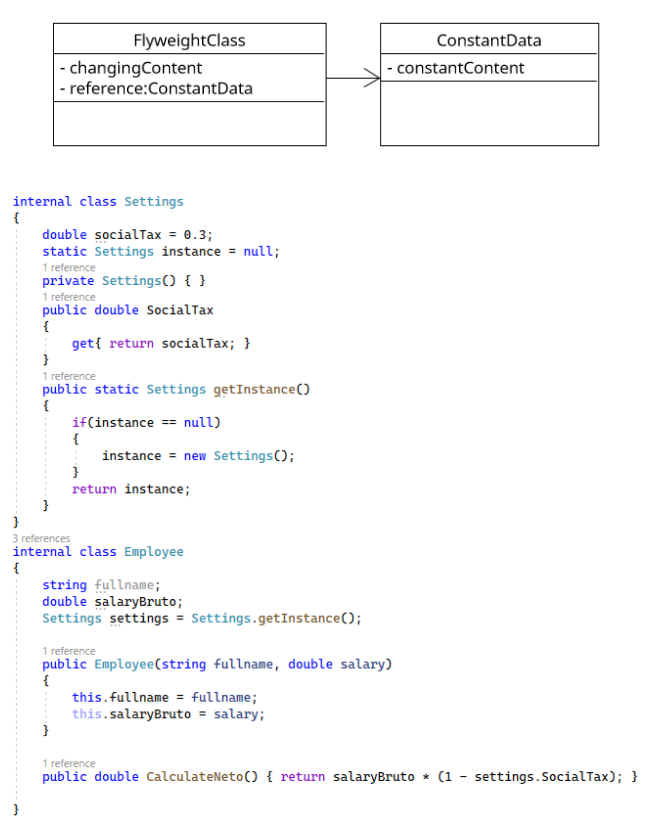 FlyweightClass
- changingContent
- reference:ConstantData
ConstantData
- constantContent
internal class Settings
{
double socialTax = 0.3;
static Settings instance = null;
1 reference
private Settings() { }
1 reference
public double SocialTax
{
get{ return socialTax; }
}
1 reference
public static Settings getInstance()
{
if(instance == null)
{
instance = new Settings();
}
return instance;
}
}
3 references
internal class Employee
{
string fullname;
double salaryBruto;
Settings settings = Settings.getInstance();
1 reference
public Employee(string fullname, double salary)
{
this.fullname = fullname;
this.salaryBruto = salary;
}
1 reference
public double CalculateNeto() { return salaryBruto * (1 - settings.SocialTax); }
}